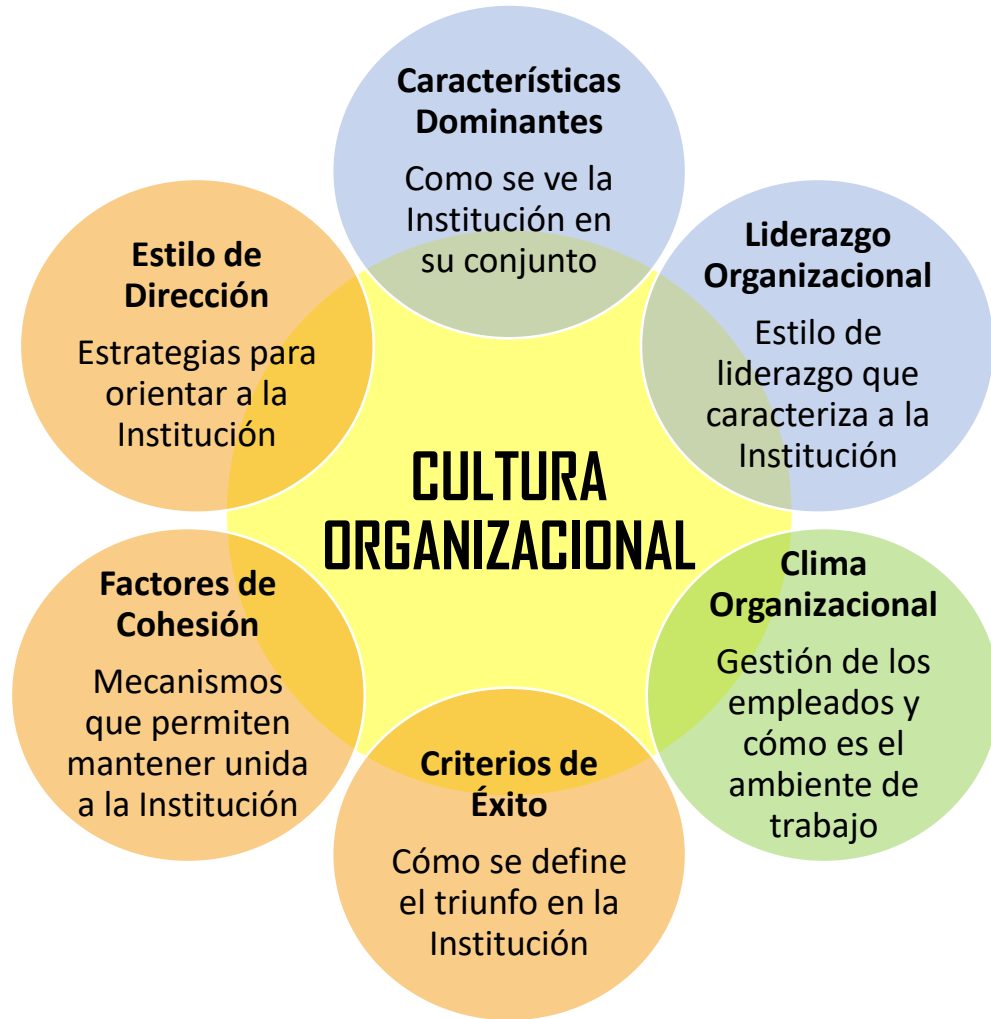 Características
Dominantes
Como se ve la
Institución en
su conjunto
Liderazgo
Organizacional
Estilo de
liderazgo que
caracteriza a la
Institución
Clima
Organizacional
Gestión de los
empleados y
cómo es el
ambiente de
trabajo
Criterios de
Éxito
Cómo se define
el triunfo en la
Institución
Factores de
Cohesión
Mecanismos
que permiten
mantener unida
a la Institución
Estilo de
Dirección
Estrategias para
orientar a la
Institución
CULTURA
ORGANIZACIONAL